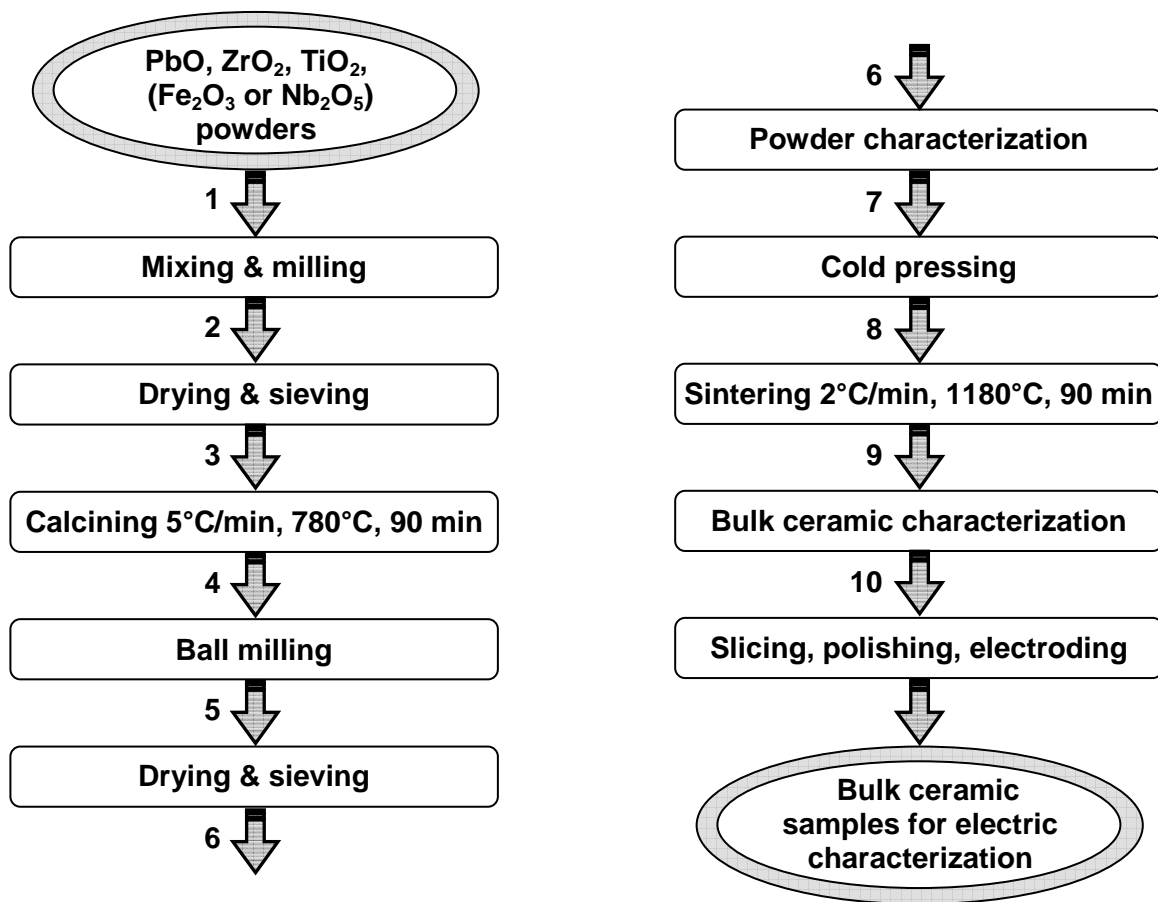 PbO, ZrO₂, TiO₂,
(Fe₂O₃ or Nb₂O₅)
powders
1
Mixing & milling
2
Drying & sieving
3
Calcining 5°C/min, 780°C, 90 min
4
Ball milling
5
Drying & sieving
6
6
Powder characterization
7
Cold pressing
8
Sintering 2°C/min, 1180°C, 90 min
9
Bulk ceramic characterization
10
Slicing, polishing, electroding
Bulk ceramic
samples for electric
characterization